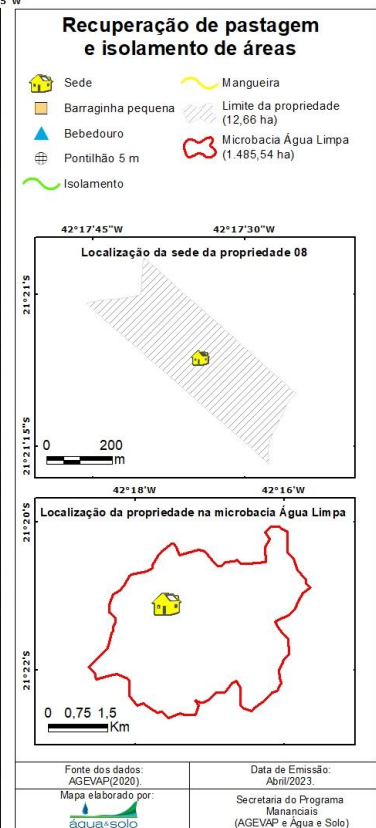 5"W
Recuperação de pastagem
e isolamento de áreas
Sede
Barraginha pequena
Bebedouro
Pontilhão 5 m
Isolamento
Mangueira
Limite da propriedade
(12,66 ha)
Microbacia Água Limpa
(1.485,54 ha)
42°17'45"W 42°17'30"W
Localização da sede da propriedade 08
21°21'S
21°21'15"S
0 200
m
42°18'W 42°16'W
Localização da propriedade na microbacia Água Limpa
21°20'S
21°22'S
0 0,75 1,5
Km
Fonte dos dados:
AGEVAP(2020).
Data de Emissão:
Abril/2023.
Mapa elaborado por:
água&solo
Secretaria do Programa
Mananciais
(AGEVAP e Água e Solo)